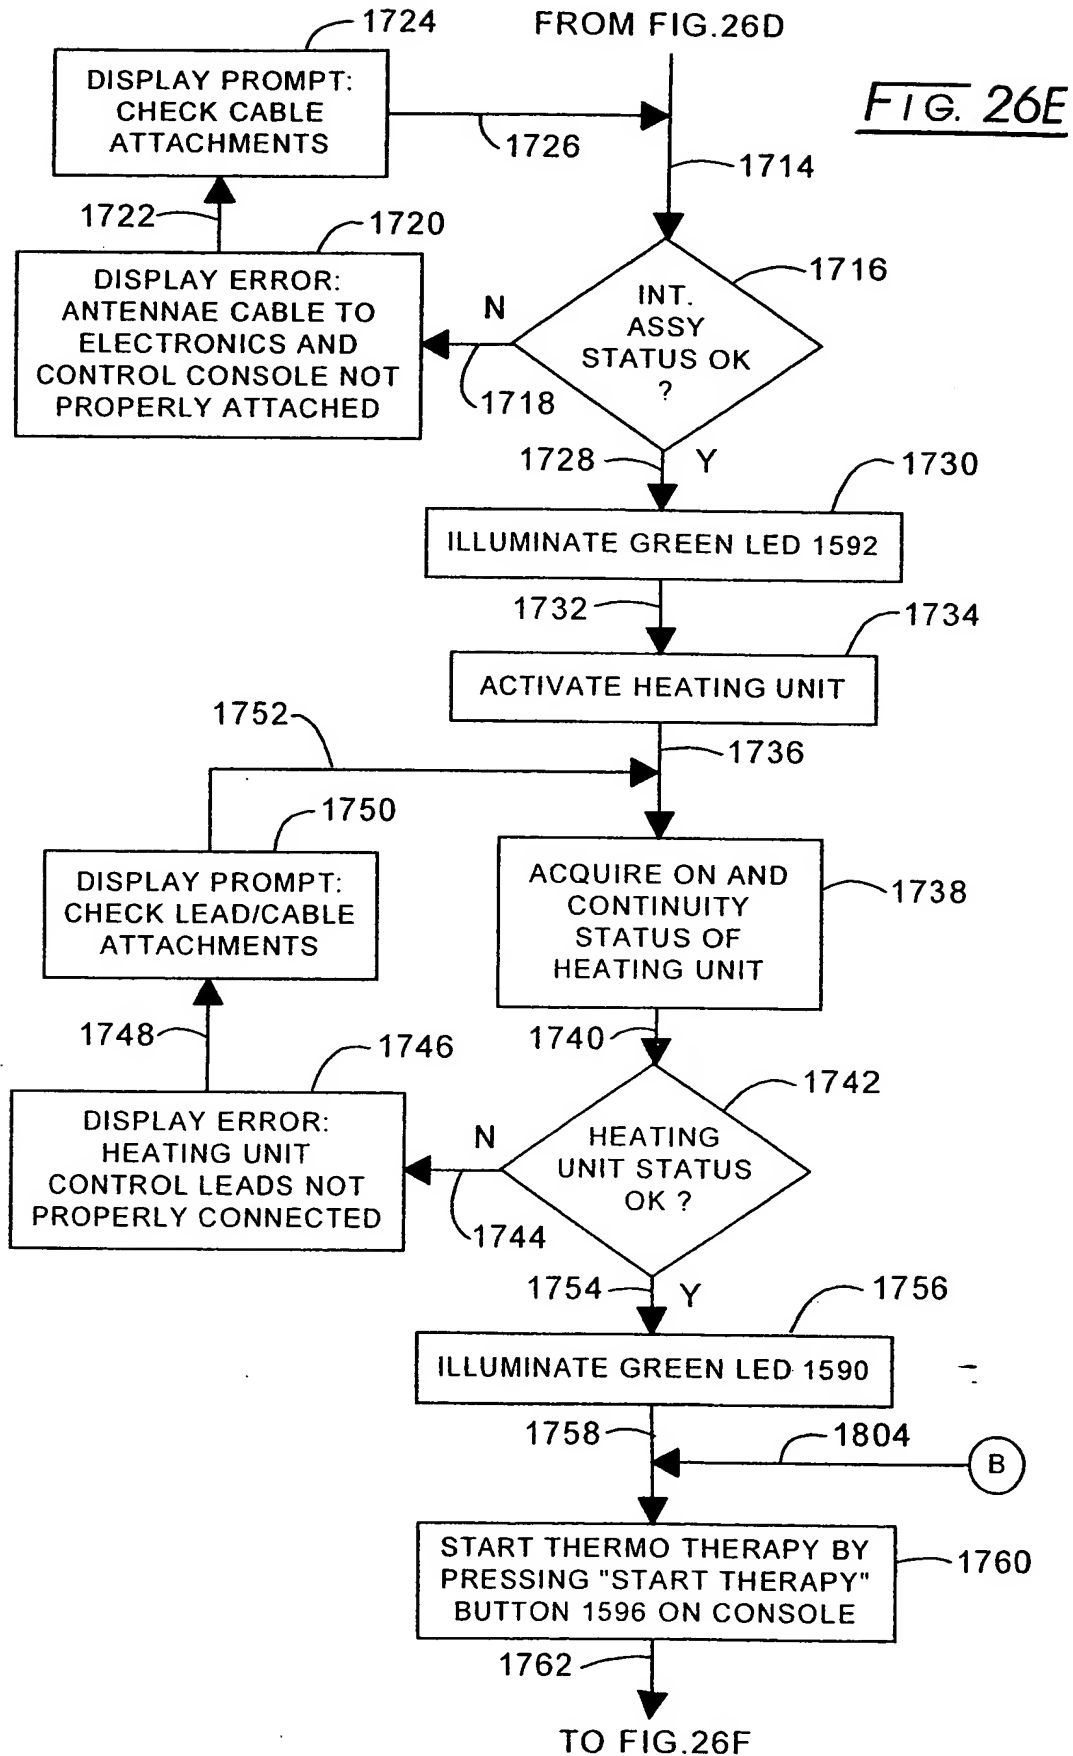 FROM FIG.26D
FIG. 26E
1724
DISPLAY PROMPT:
CHECK CABLE
ATTACHMENTS
1726
1714
1722
1720
DISPLAY ERROR:
ANTENNAE CABLE TO
ELECTRONICS AND
CONTROL CONSOLE NOT
PROPERLY ATTACHED
N
1718
1716
INT.
ASSY
STATUS OK
?
1728
Y
1730
ILLUMINATE GREEN LED 1592
1732
1734
ACTIVATE HEATING UNIT
1752
1736
1750
DISPLAY PROMPT:
CHECK LEAD/CABLE
ATTACHMENTS
ACQUIRE ON AND
CONTINUITY
STATUS OF
HEATING UNIT
1738
1748
1746
1740
1742
DISPLAY ERROR:
HEATING UNIT
CONTROL LEADS NOT
PROPERLY CONNECTED
N
1744
HEATING
UNIT STATUS
OK ?
1754
Y
1756
ILLUMINATE GREEN LED 1590
1758
1804
B
START THERMO THERAPY BY
PRESSING "START THERAPY"
BUTTON 1596 ON CONSOLE
1760
1762
TO FIG.26F